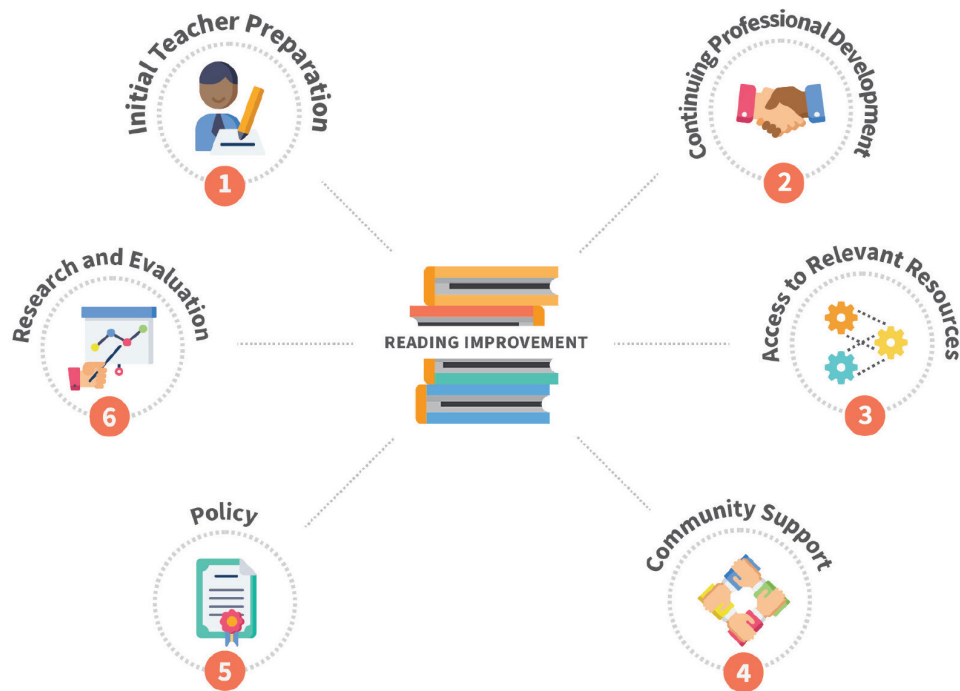 Initial Teacher Preparation
1
Continuing Professional Development
2
Access to Relevant Resources
3
Community Support
4
Policy
5
Research and Evaluation
6
READING IMPROVEMENT